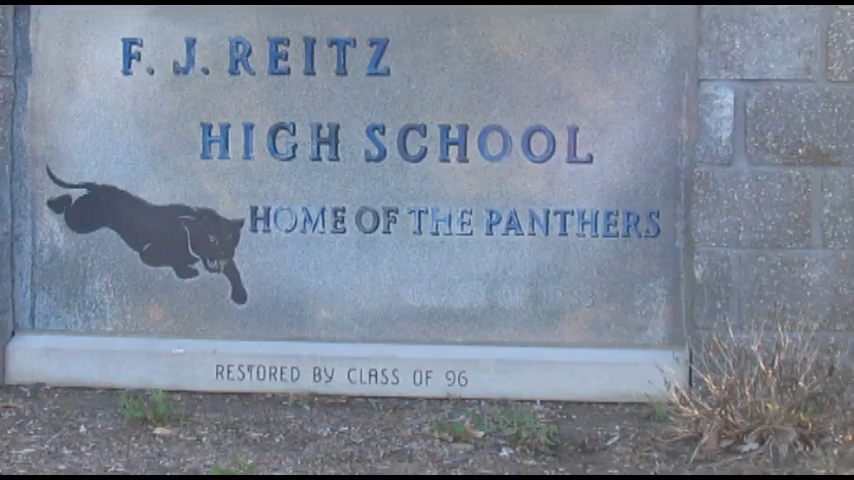 F. J. REITZ
HIGH SCHOOL
HOME OF THE PANTHERS
RESTORED BY CLASS OF 96